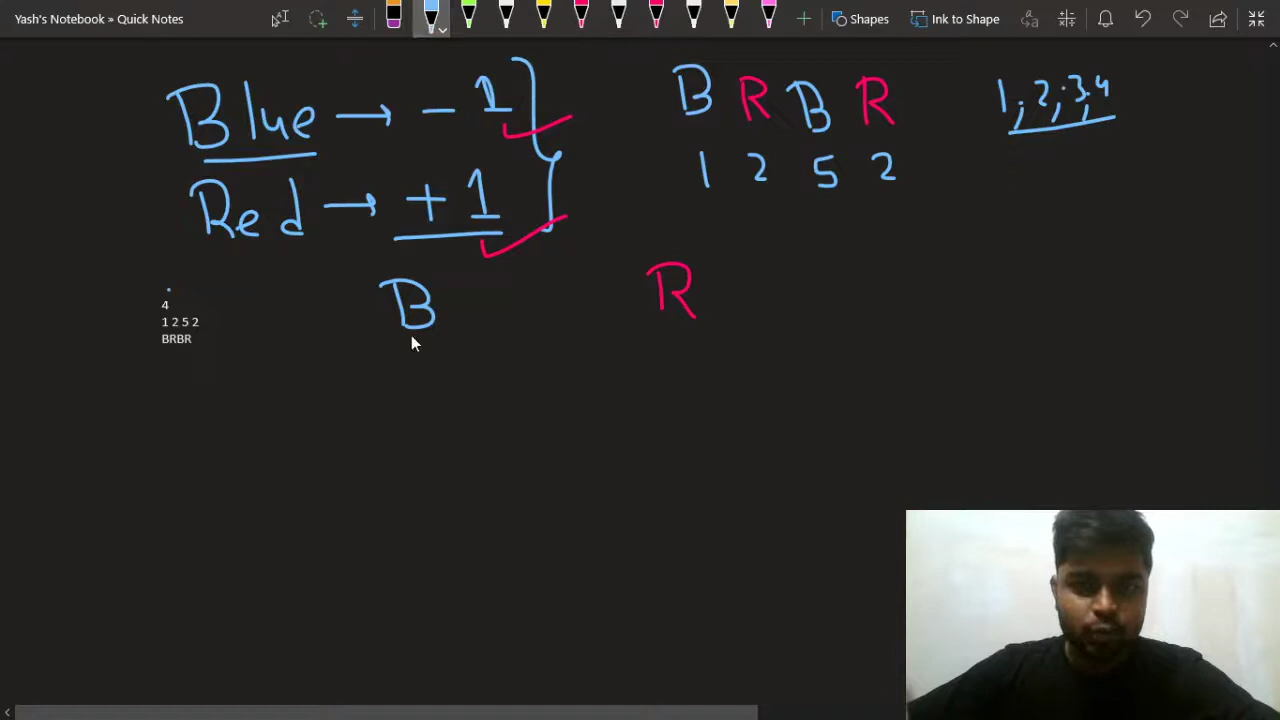 Yash's Notebook » Quick Notes
Shapes
Ink to Shape
Blue → - 1
Red → + 1
B R B R
1 2 5 2
1, 2, 3, 4
4
1 2 5 2
BRBR
B
R